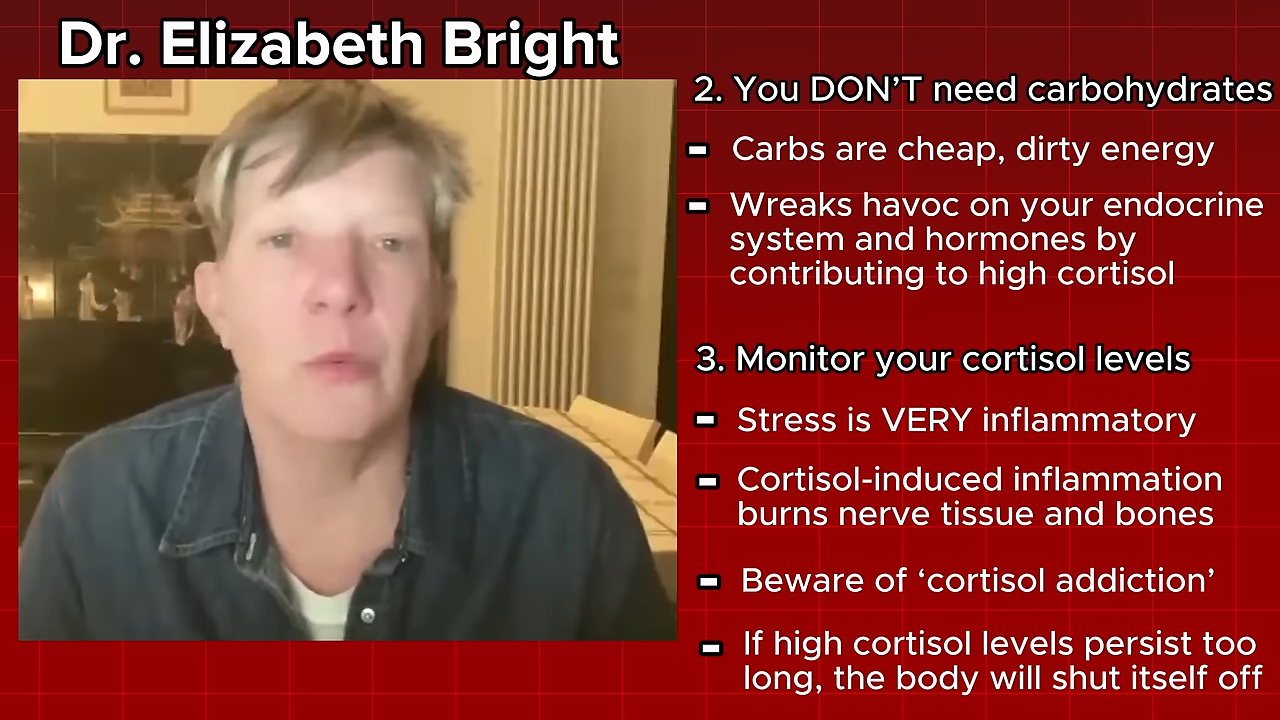 Dr. Elizabeth Bright
2. You DON’T need carbohydrates
- Carbs are cheap, dirty energy
- Wreaks havoc on your endocrine
system and hormones by
contributing to high cortisol
3. Monitor your cortisol levels
- Stress is VERY inflammatory
- Cortisol-induced inflammation
burns nerve tissue and bones
- Beware of ‘cortisol addiction’
- If high cortisol levels persist too
long, the body will shut itself off